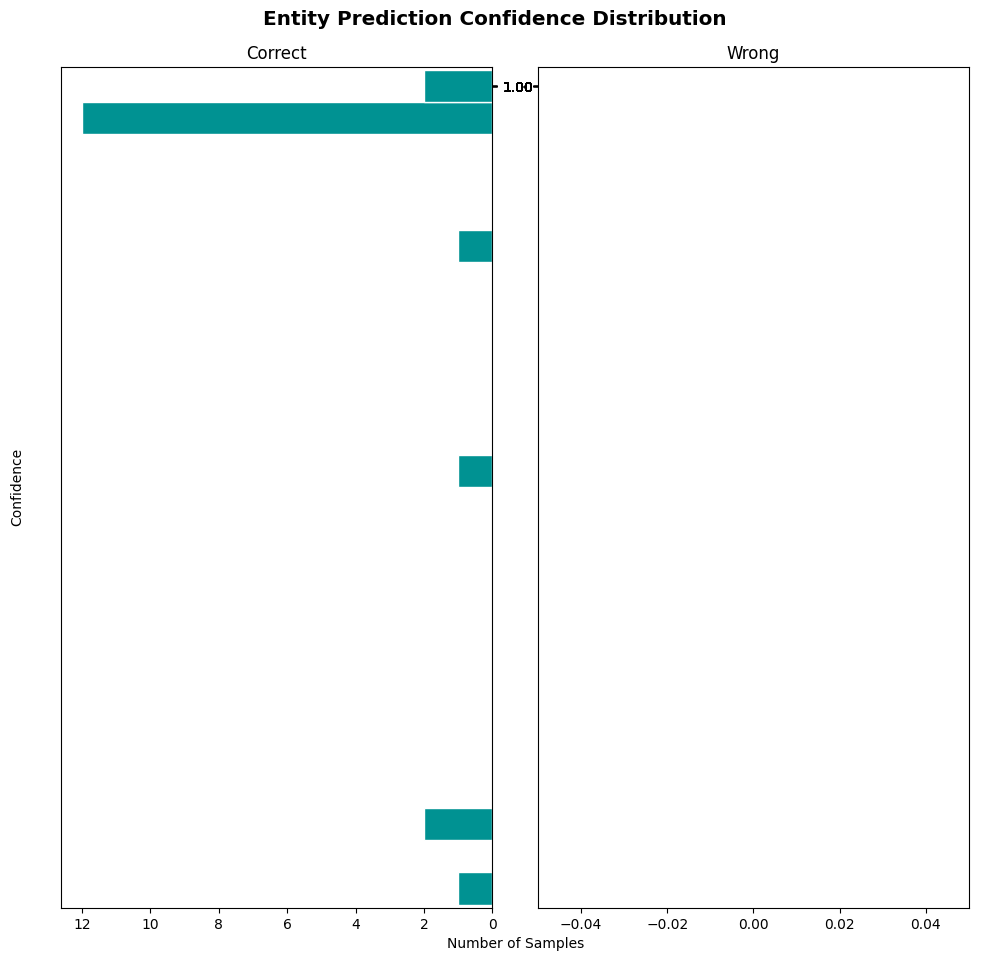 Entity Prediction Confidence Distribution
Correct
Wrong
1.00
Confidence
12 10 8 6 4 2 0
−0.04 −0.02 0.00 0.02 0.04
Number of Samples